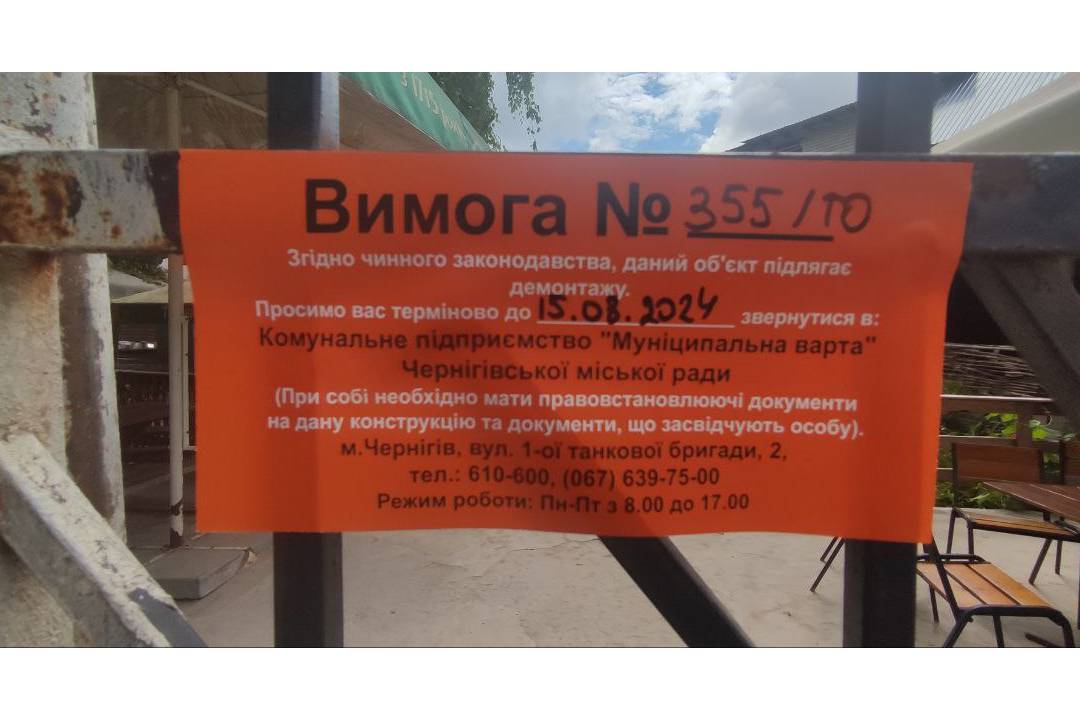 Вимога № 355/ТО
Згідно чинного законодавства, даний об'єкт підлягає
демонтажу.
Просимо вас терміново до 15.08.2024 звернутися в:
Комунальне підприємство "Муніципальна варта"
Чернігівської міської ради
(При собі необхідно мати правовстановлюючі документи
на дану конструкцію та документи, що засвідчують особу).
м.Чернігів, вул. 1-ої танкової бригади, 2,
тел.: 610-600, (067) 639-75-00
Режим роботи: Пн-Пт з 8.00 до 17.00